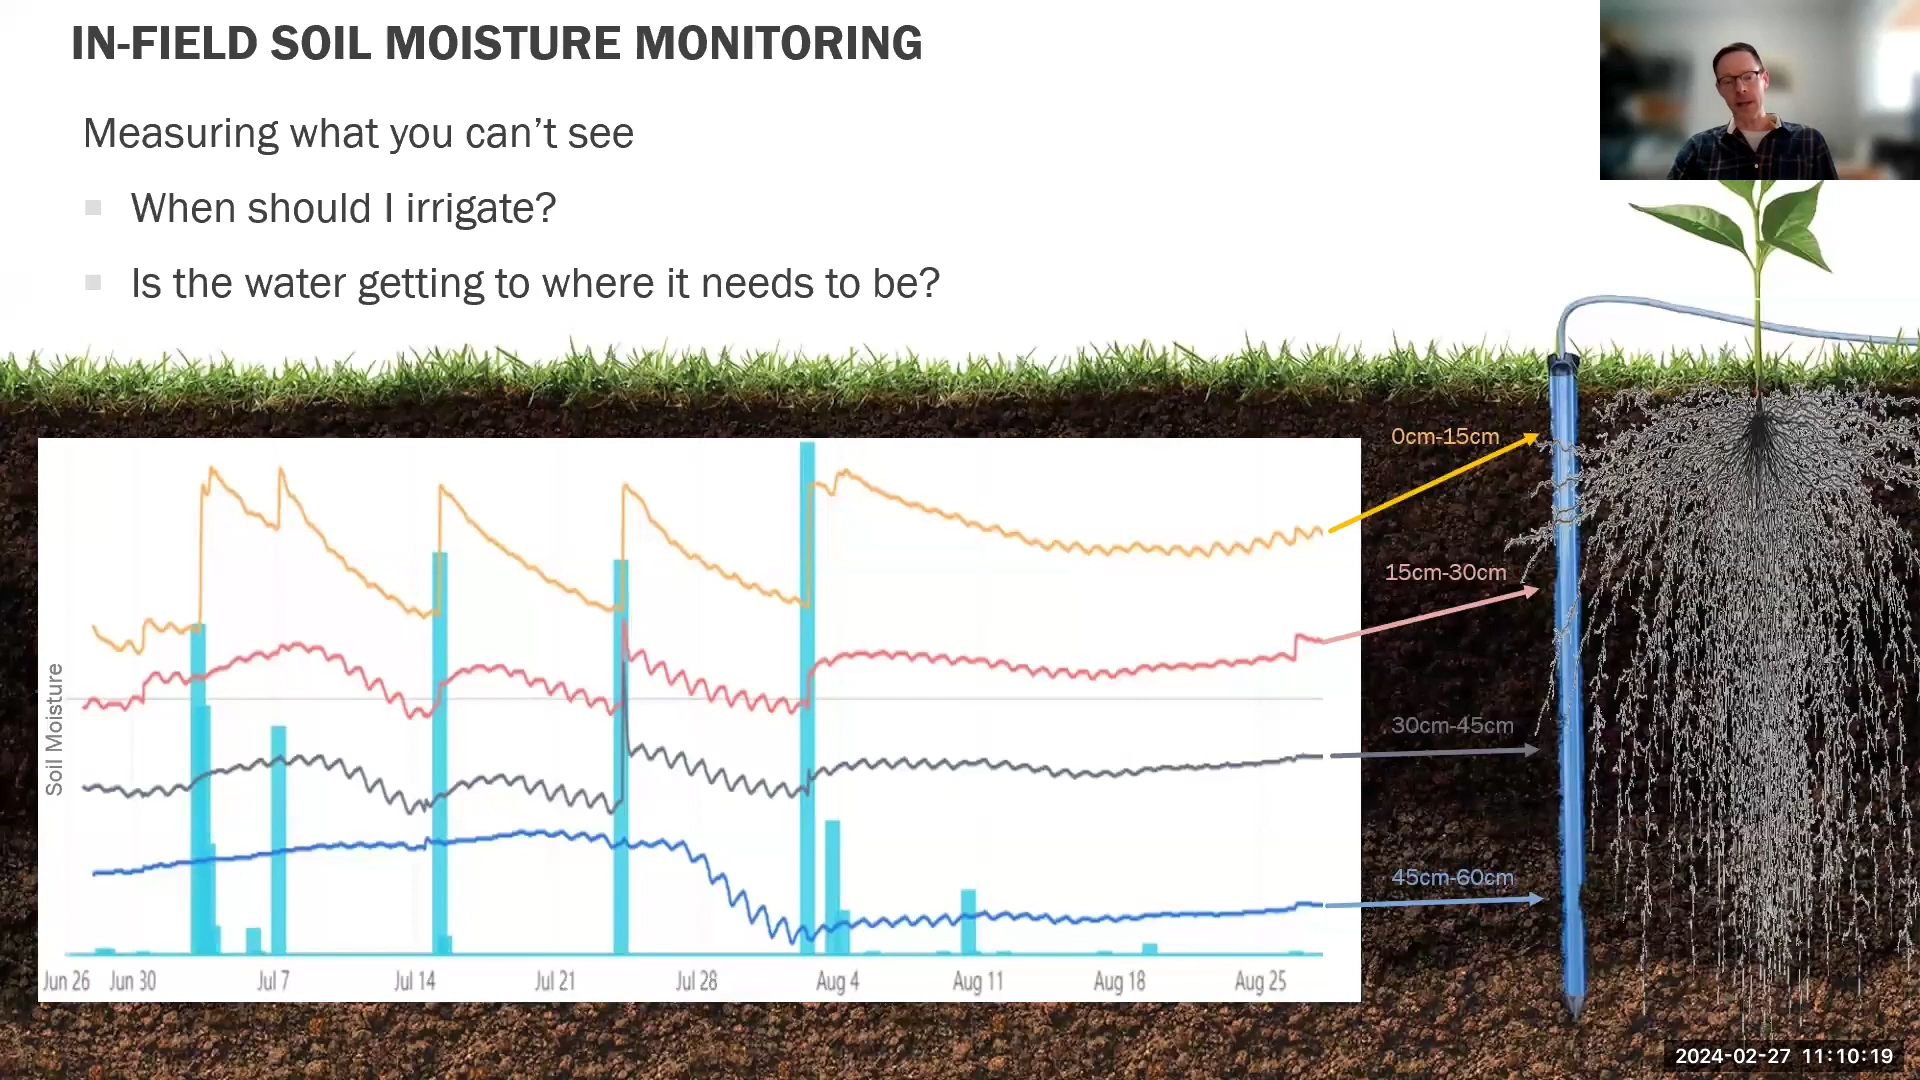 IN-FIELD SOIL MOISTURE MONITORING
Measuring what you can’t see
When should I irrigate?
Is the water getting to where it needs to be?
0cm-15cm
15cm-30cm
30cm-45cm
45cm-60cm
Soil Moisture
Jun 26 Jun 30 Jul 7 Jul 14 Jul 21 Jul 28 Aug 4 Aug 11 Aug 18 Aug 25
2024-02-27 11:10:19